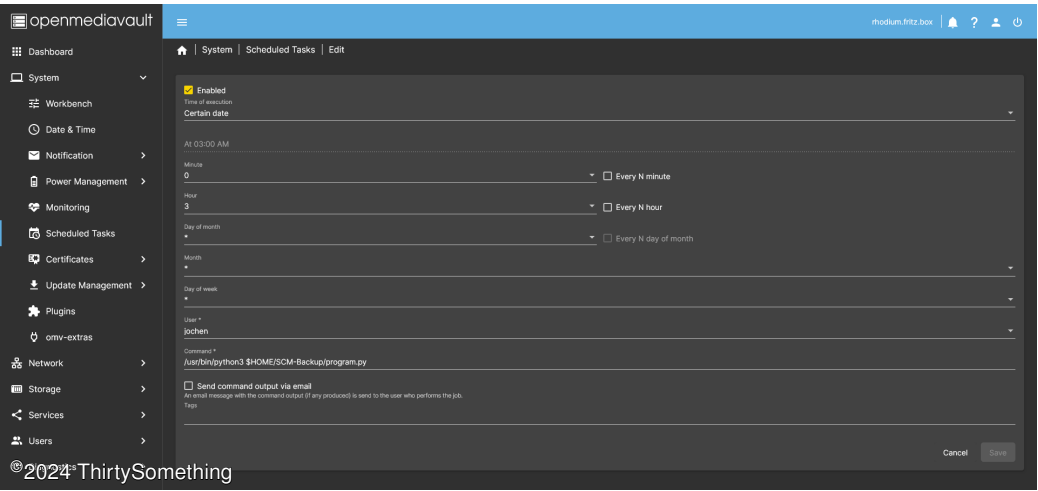 openmediavault
rhodium.fritz.box
Dashboard
System
Workbench
Date & Time
Notification
Power Management
Monitoring
Scheduled Tasks
Certificates
Update Management
Plugins
omv-extras
Network
Storage
Services
Users
System | Scheduled Tasks | Edit
Enabled
Time of execution
Certain date
At 03:00 AM
Minute
0
Every N minute
Hour
3
Every N hour
Day of month
*
Every N day of month
Month
*
Day of week
*
User *
jochen
Command *
/usr/bin/python3 $HOME/SCM-Backup/program.py
Send command output via email
An email message with the command output (if any produced) is send to the user who performs the job.
Tags
Cancel
Save
©2024 ThirtySomething